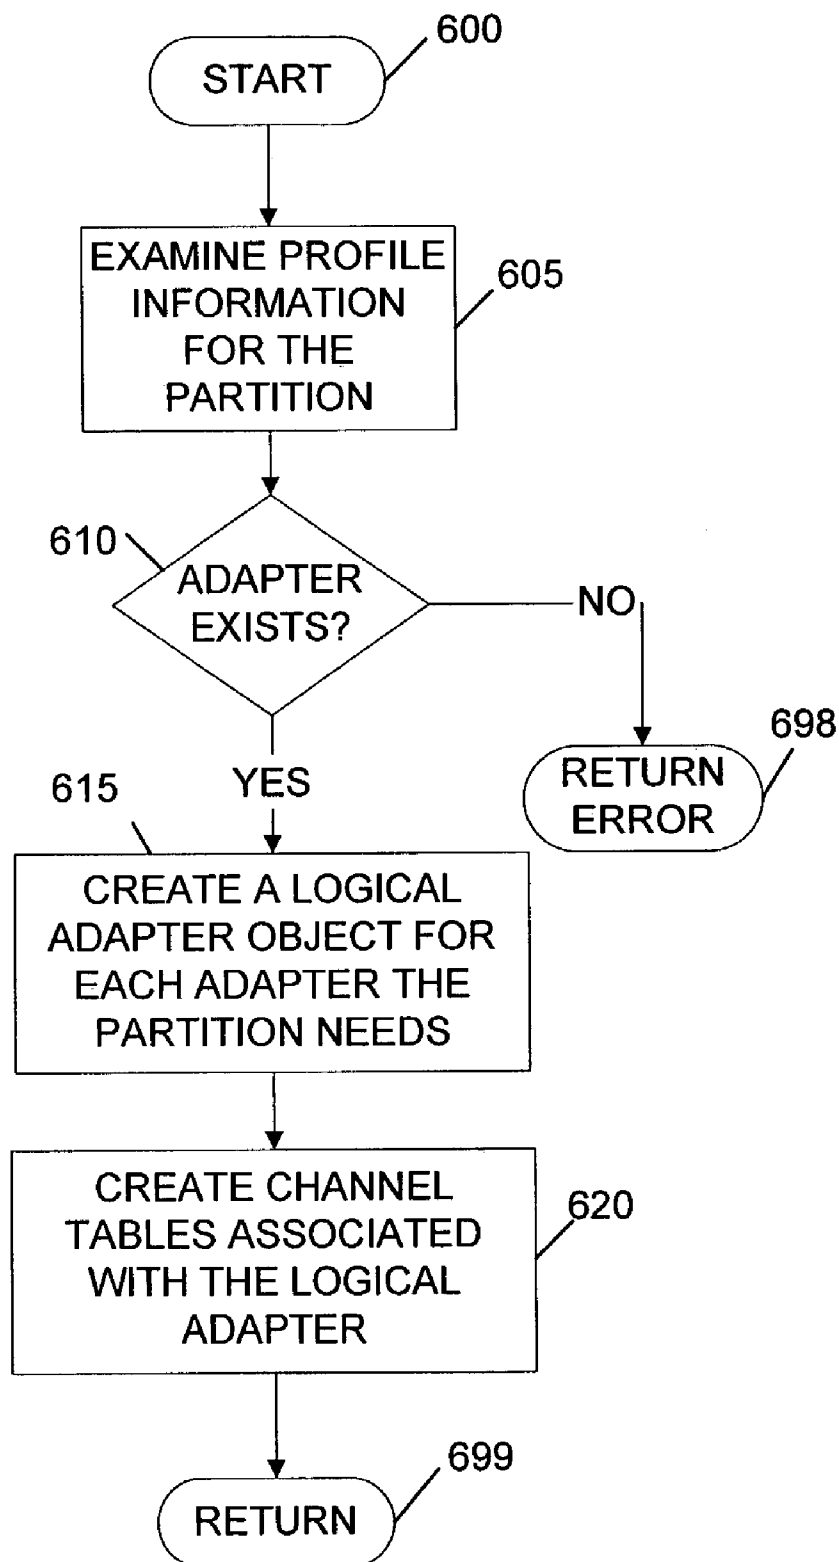 600
START
EXAMINE PROFILE
INFORMATION
FOR THE
PARTITION
605
610
ADAPTER
EXISTS?
NO
698
RETURN
ERROR
YES
615
CREATE A LOGICAL
ADAPTER OBJECT FOR
EACH ADAPTER THE
PARTITION NEEDS
CREATE CHANNEL
TABLES ASSOCIATED
WITH THE LOGICAL
ADAPTER
620
699
RETURN